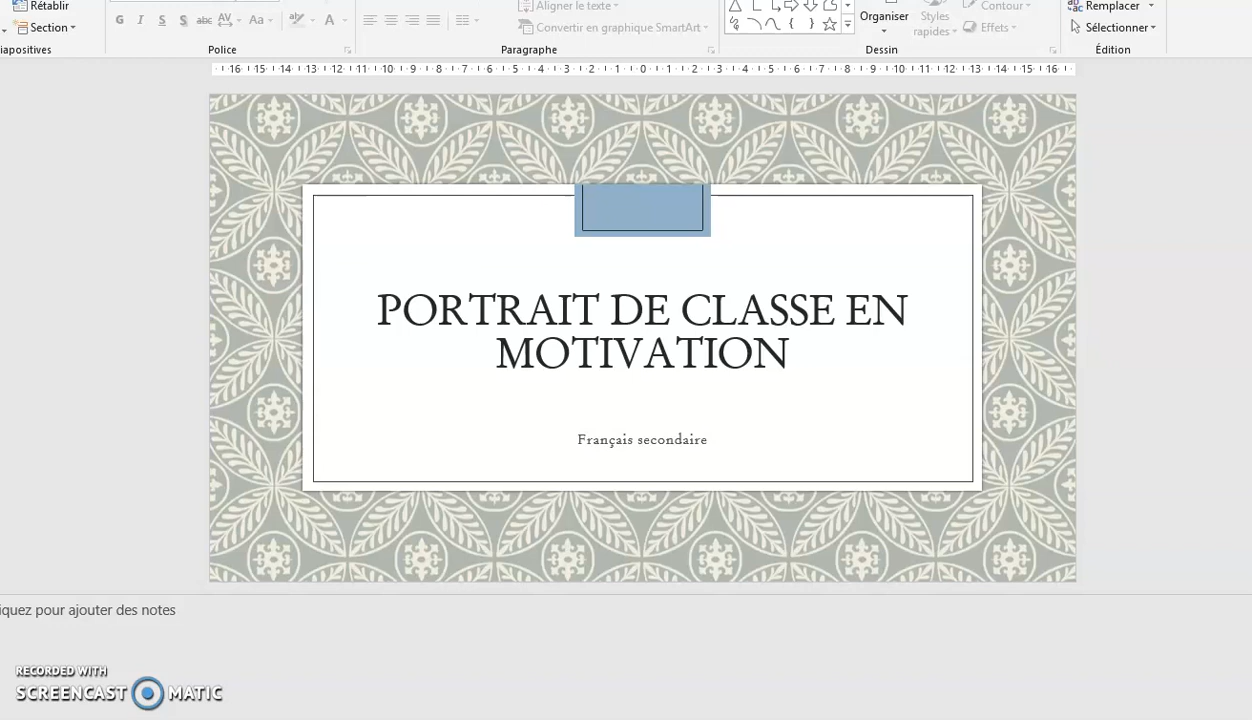 Rétablir
Aligner le texte
Contour
Remplacer
Section
G I S S abc AV Aa A
Convertir en graphique SmartArt
Organiser
Styles
rapides
Effets
Sélectionner
iapositives
Police
Paragraphe
Dessin
Édition
16 15 14 13 12 11 10 9 8 7 6 5 4 3 2 1 0 1 2 3 4 5 6 7 8 9 10 11 12 13 14 15 16
PORTRAIT DE CLASSE EN
MOTIVATION
Français secondaire
iquez pour ajouter des notes
RECORDED WITH
SCREENCAST MATIC